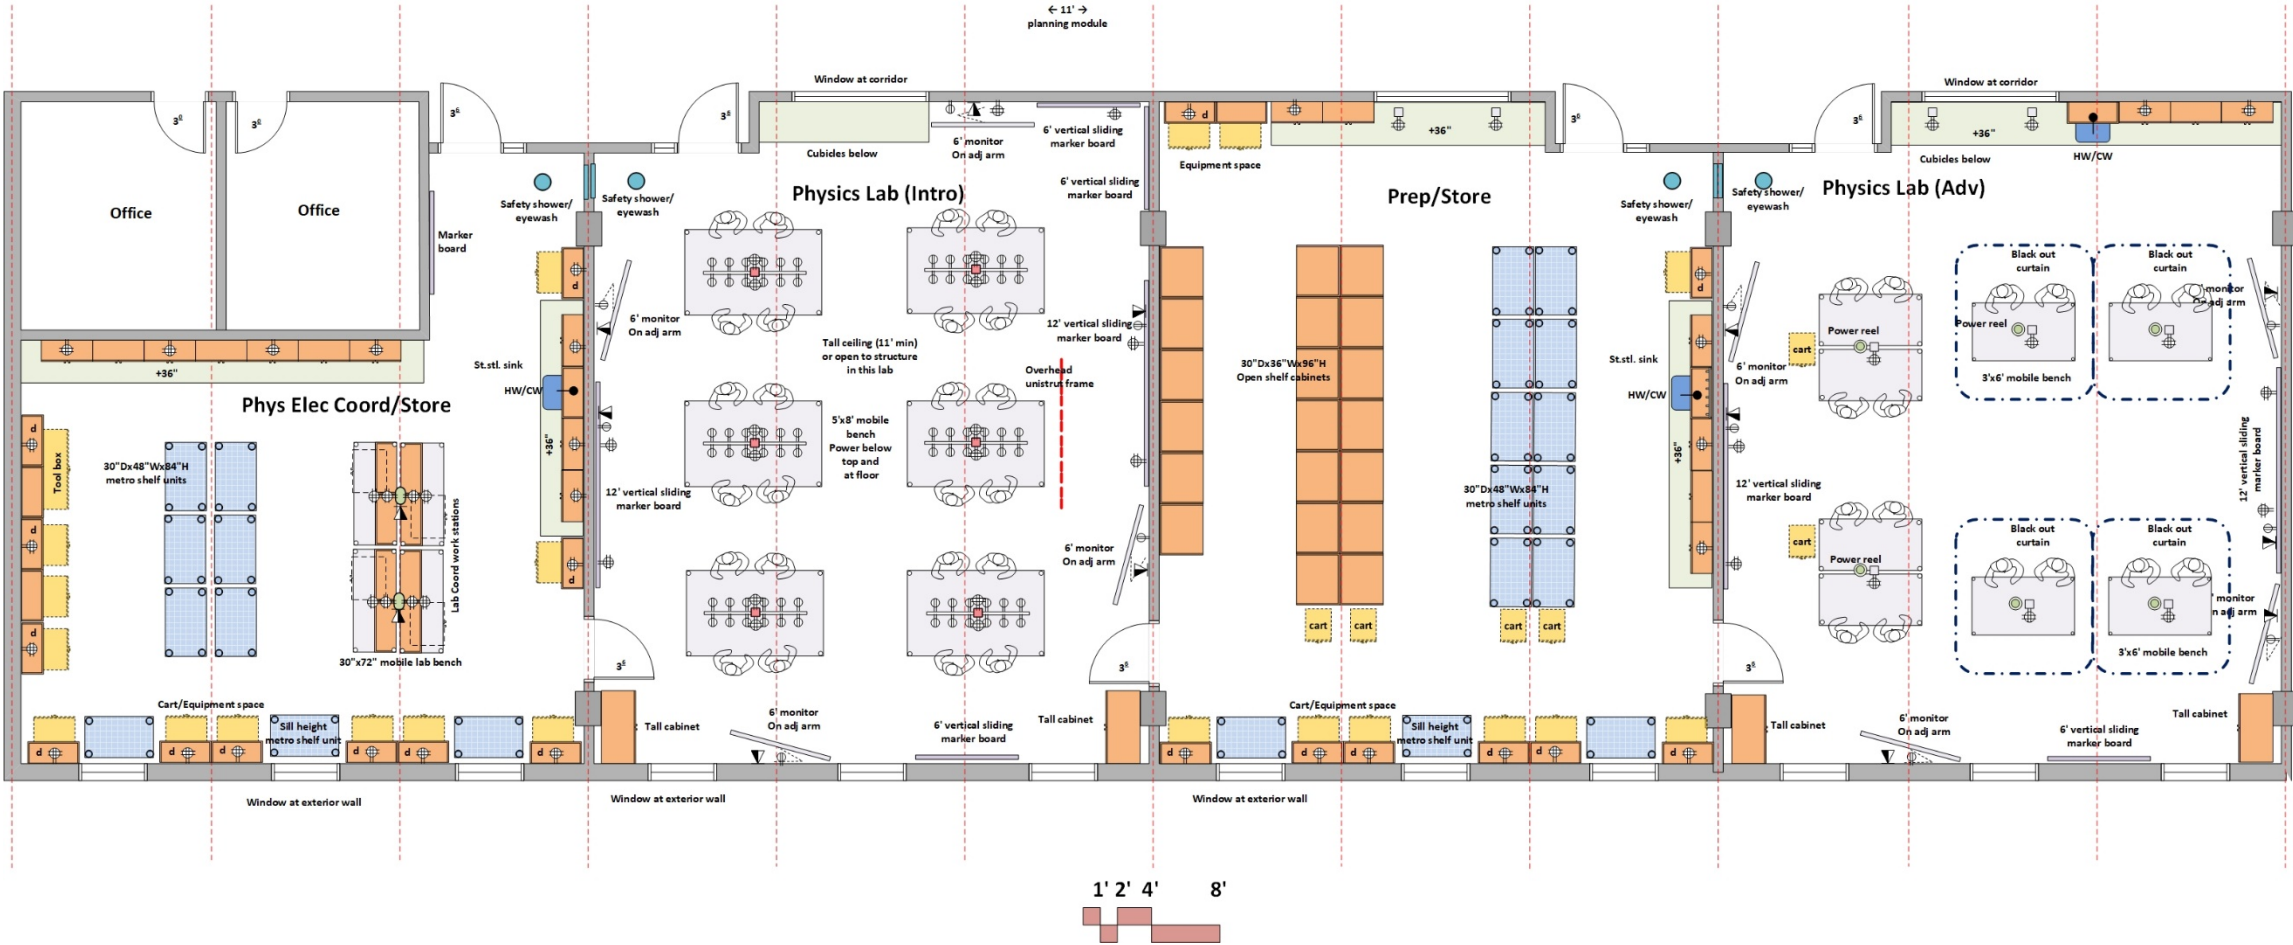 ← 11' →
planning module
Window at corridor
Window at corridor
3⁰
3⁰
3⁶
3⁶
3⁶
3⁶
Office
Office
Marker
board
Safety shower/
eyewash
Safety shower/
eyewash
Cubicles below
Physics Lab (Intro)
6' monitor
On adj arm
6' vertical sliding
marker board
6' vertical sliding
marker board
d
Equipment space
+36"
Prep/Store
Safety shower/
eyewash
Safety shower/
eyewash
+36"
Cubicles below
HW/CW
Physics Lab (Adv)
+36"
St.stl. sink
HW/CW
d
+36"
d
Phys Elec Coord/Store
d
Tool box
d
d
30"Dx48"Wx84"H
metro shelf units
Lab Coord work stations
30"x72" mobile lab bench
Cart/Equipment space
Sill height
metro shelf unit
d
d
d
d
d
d
Window at exterior wall
6' monitor
On adj arm
Tall ceiling (11' min)
or open to structure
in this lab
12' vertical sliding
marker board
Overhead
unistrut frame
5'x8' mobile
bench
Power below
top and
at floor
12' vertical sliding
marker board
6' monitor
On adj arm
3⁶
3⁶
Tall cabinet
6' monitor
On adj arm
6' vertical sliding
marker board
Tall cabinet
Window at exterior wall
30"Dx36"Wx96"H
Open shelf cabinets
30"Dx48"Wx84"H
metro shelf units
cart
cart
cart
cart
St.stl. sink
HW/CW
d
+36"
Cart/Equipment space
Sill height
metro shelf unit
d
d
d
d
d
d
Window at exterior wall
Black out
curtain
Black out
curtain
monitor
On adj arm
Power reel
Power reel
cart
6' monitor
On adj arm
3'x6' mobile bench
12' vertical sliding
marker board
12' vertical sliding
marker board
Black out
curtain
Black out
curtain
cart
Power reel
' monitor
n adj arm
3'x6' mobile bench
3⁶
Tall cabinet
6' monitor
On adj arm
6' vertical sliding
marker board
Tall cabinet
1' 2' 4' 8'